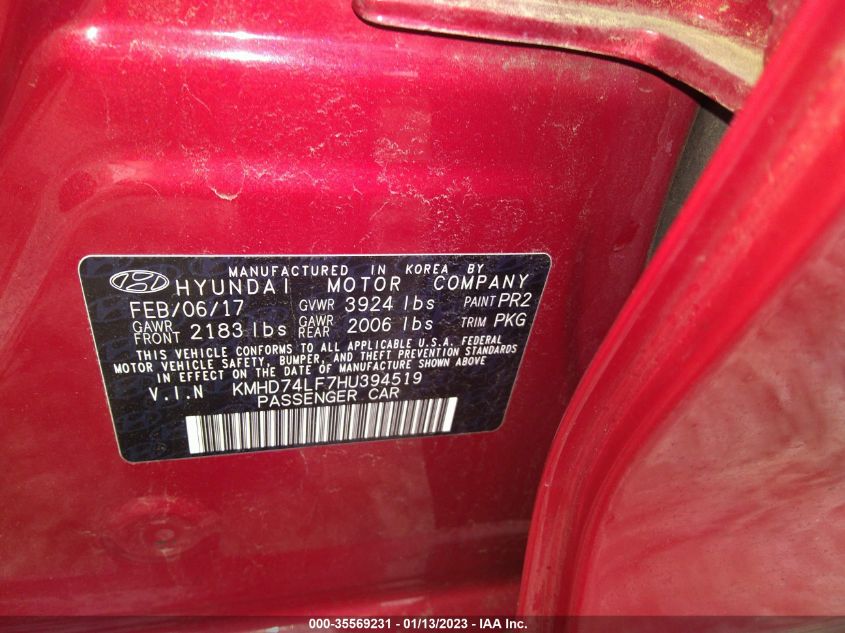 MANUFACTURED IN KOREA BY
HYUNDAI MOTOR COMPANY
FEB/06/17 GVWR 3924 lbs PAINT PR2
GAWR FRONT 2183 lbs GAWR REAR 2006 lbs TRIM PKG
THIS VEHICLE CONFORMS TO ALL APPLICABLE U.S.A. FEDERAL
MOTOR VEHICLE SAFETY, BUMPER, AND THEFT PREVENTION STANDARDS
IN EFFECT ON THE DATE OF MANUFACTURE SHOWN ABOVE
V.I.N KMHD74LF7HU394519
PASSENGER CAR
000-35569231 - 01/13/2023 - IAA Inc.